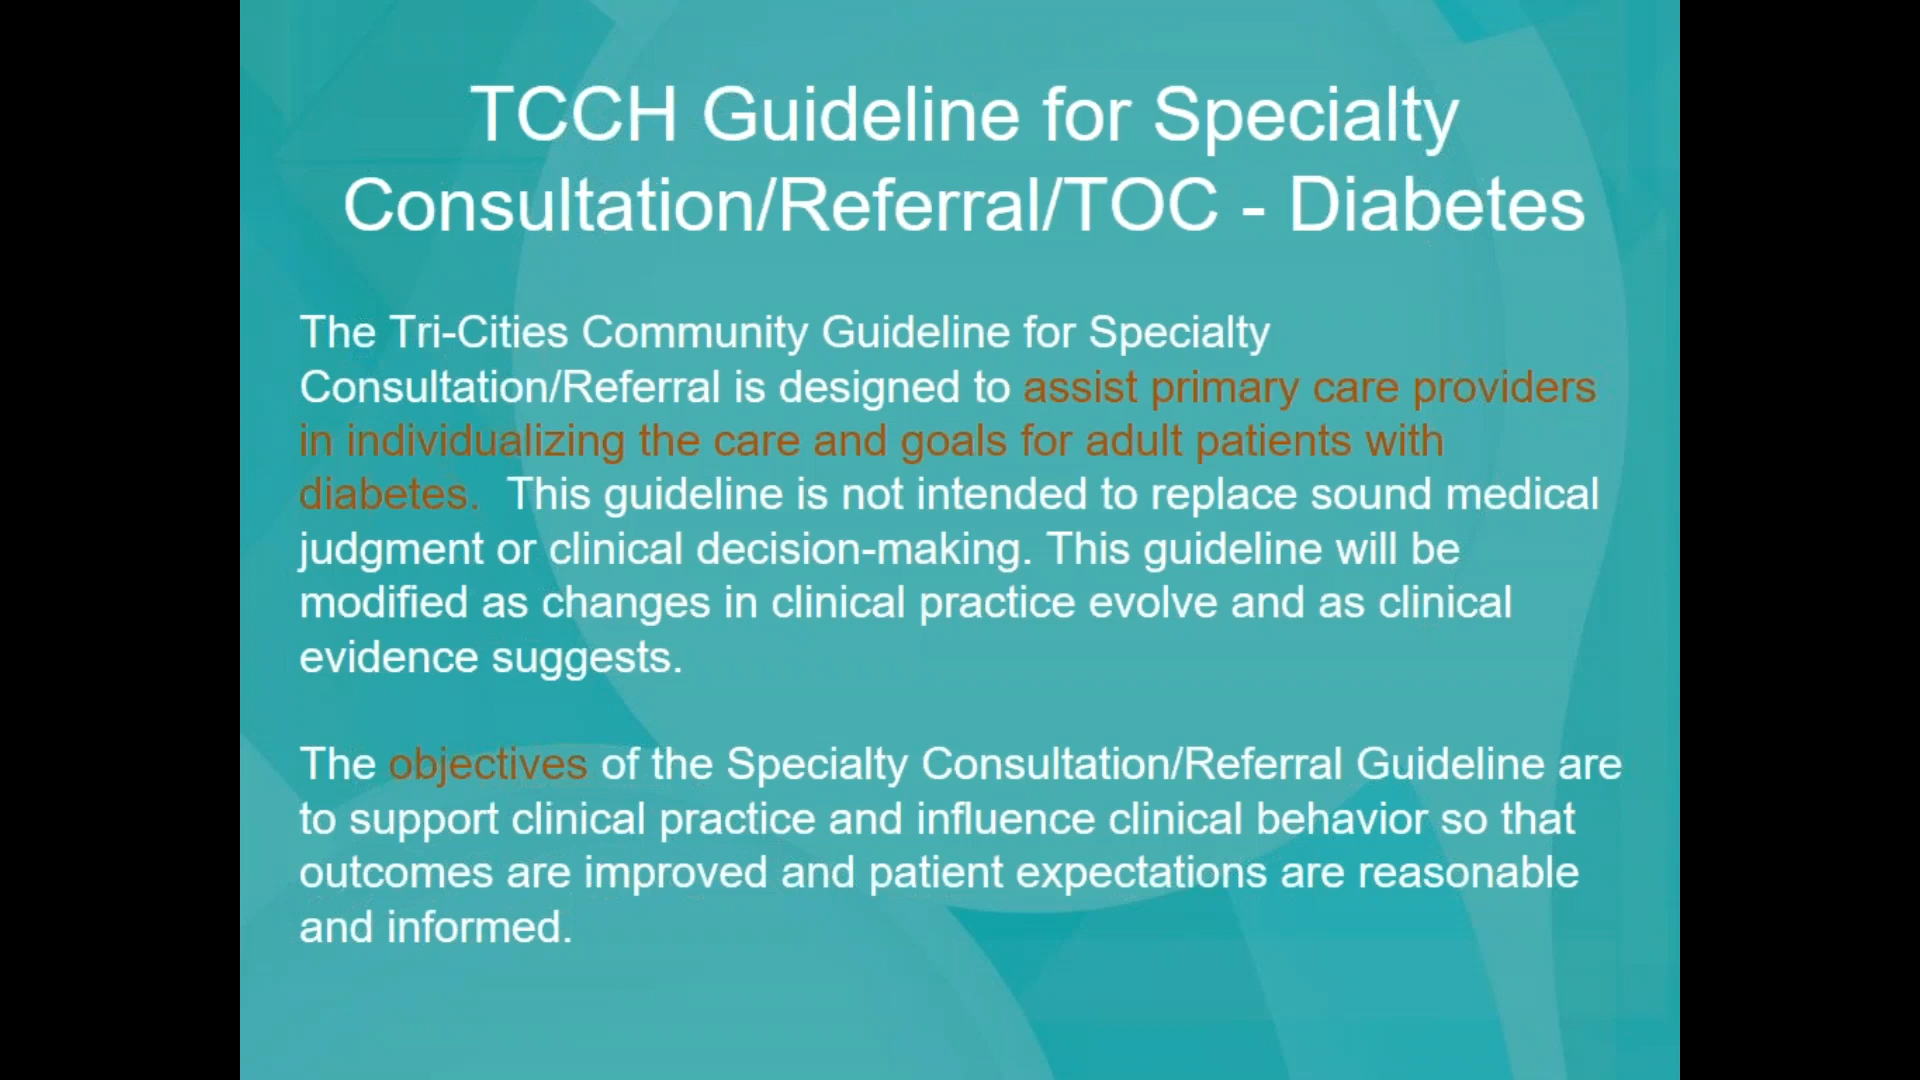 TCCH Guideline for Specialty
Consultation/Referral/TOC - Diabetes
The Tri-Cities Community Guideline for Specialty
Consultation/Referral is designed to assist primary care providers
in individualizing the care and goals for adult patients with
diabetes.  This guideline is not intended to replace sound medical
judgment or clinical decision-making. This guideline will be
modified as changes in clinical practice evolve and as clinical
evidence suggests.
The objectives of the Specialty Consultation/Referral Guideline are
to support clinical practice and influence clinical behavior so that
outcomes are improved and patient expectations are reasonable
and informed.